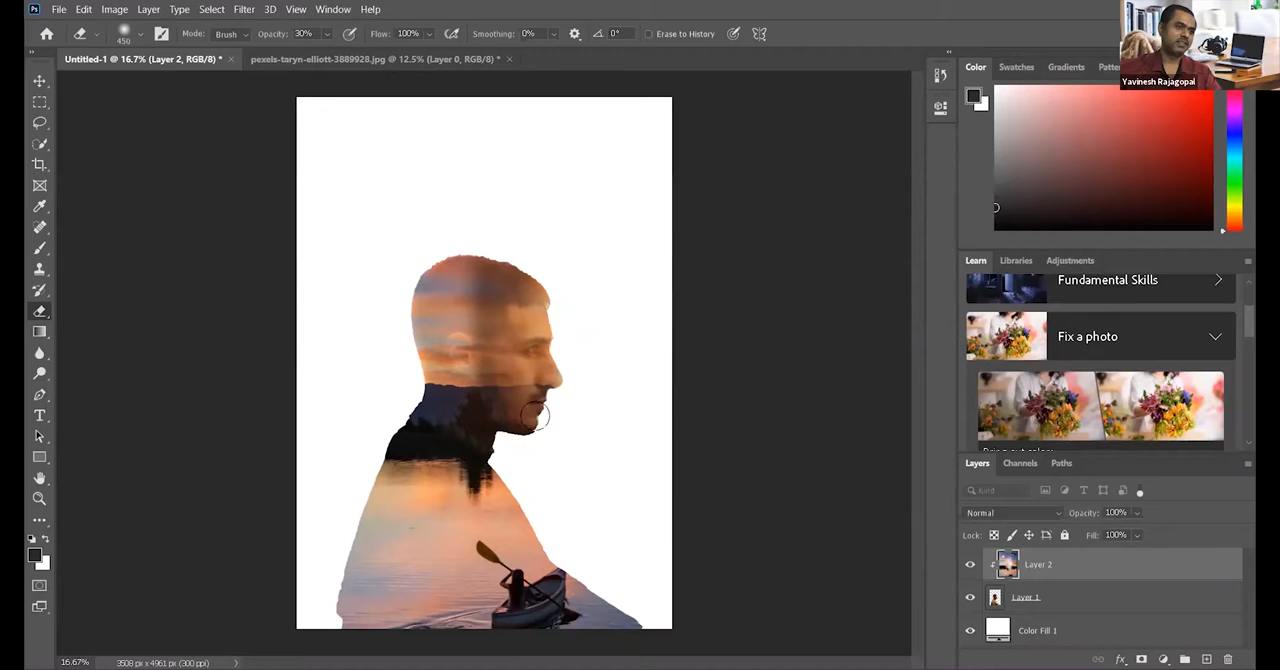 Ps File Edit Image Layer Type Select Filter 3D View Window Help
450 Mode: Brush Opacity: 30% Flow: 100% Smoothing: 0% 0° Erase to History
Yavinesh Rajagopal
Untitled-1 @ 16.7% (Layer 2, RGB/8) * × pexels-taryn-elliott-3889928.jpg @ 12.5% (Layer 0, RGB/8) * ×
Color Swatches Gradients
Learn Libraries Adjustments
Fundamental Skills
Fix a photo
Layers Channels Paths
Kind
Normal Opacity: 100%
Lock: Fill: 100%
Layer 2
Layer 1
Color Fill 1
16.67% 3508 px x 4961 px (300 ppi)